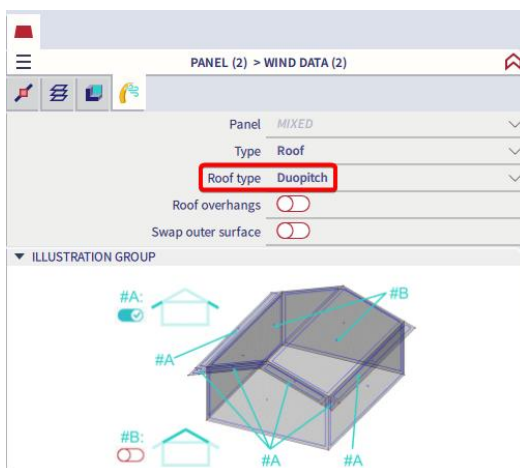 PANEL (2) > WIND DATA (2)
Panel MIXED
Type Roof
Roof type Duopitch
Roof overhangs
Swap outer surface
ILLUSTRATION GROUP
#A:
#B
#A
#B:
#A
#A